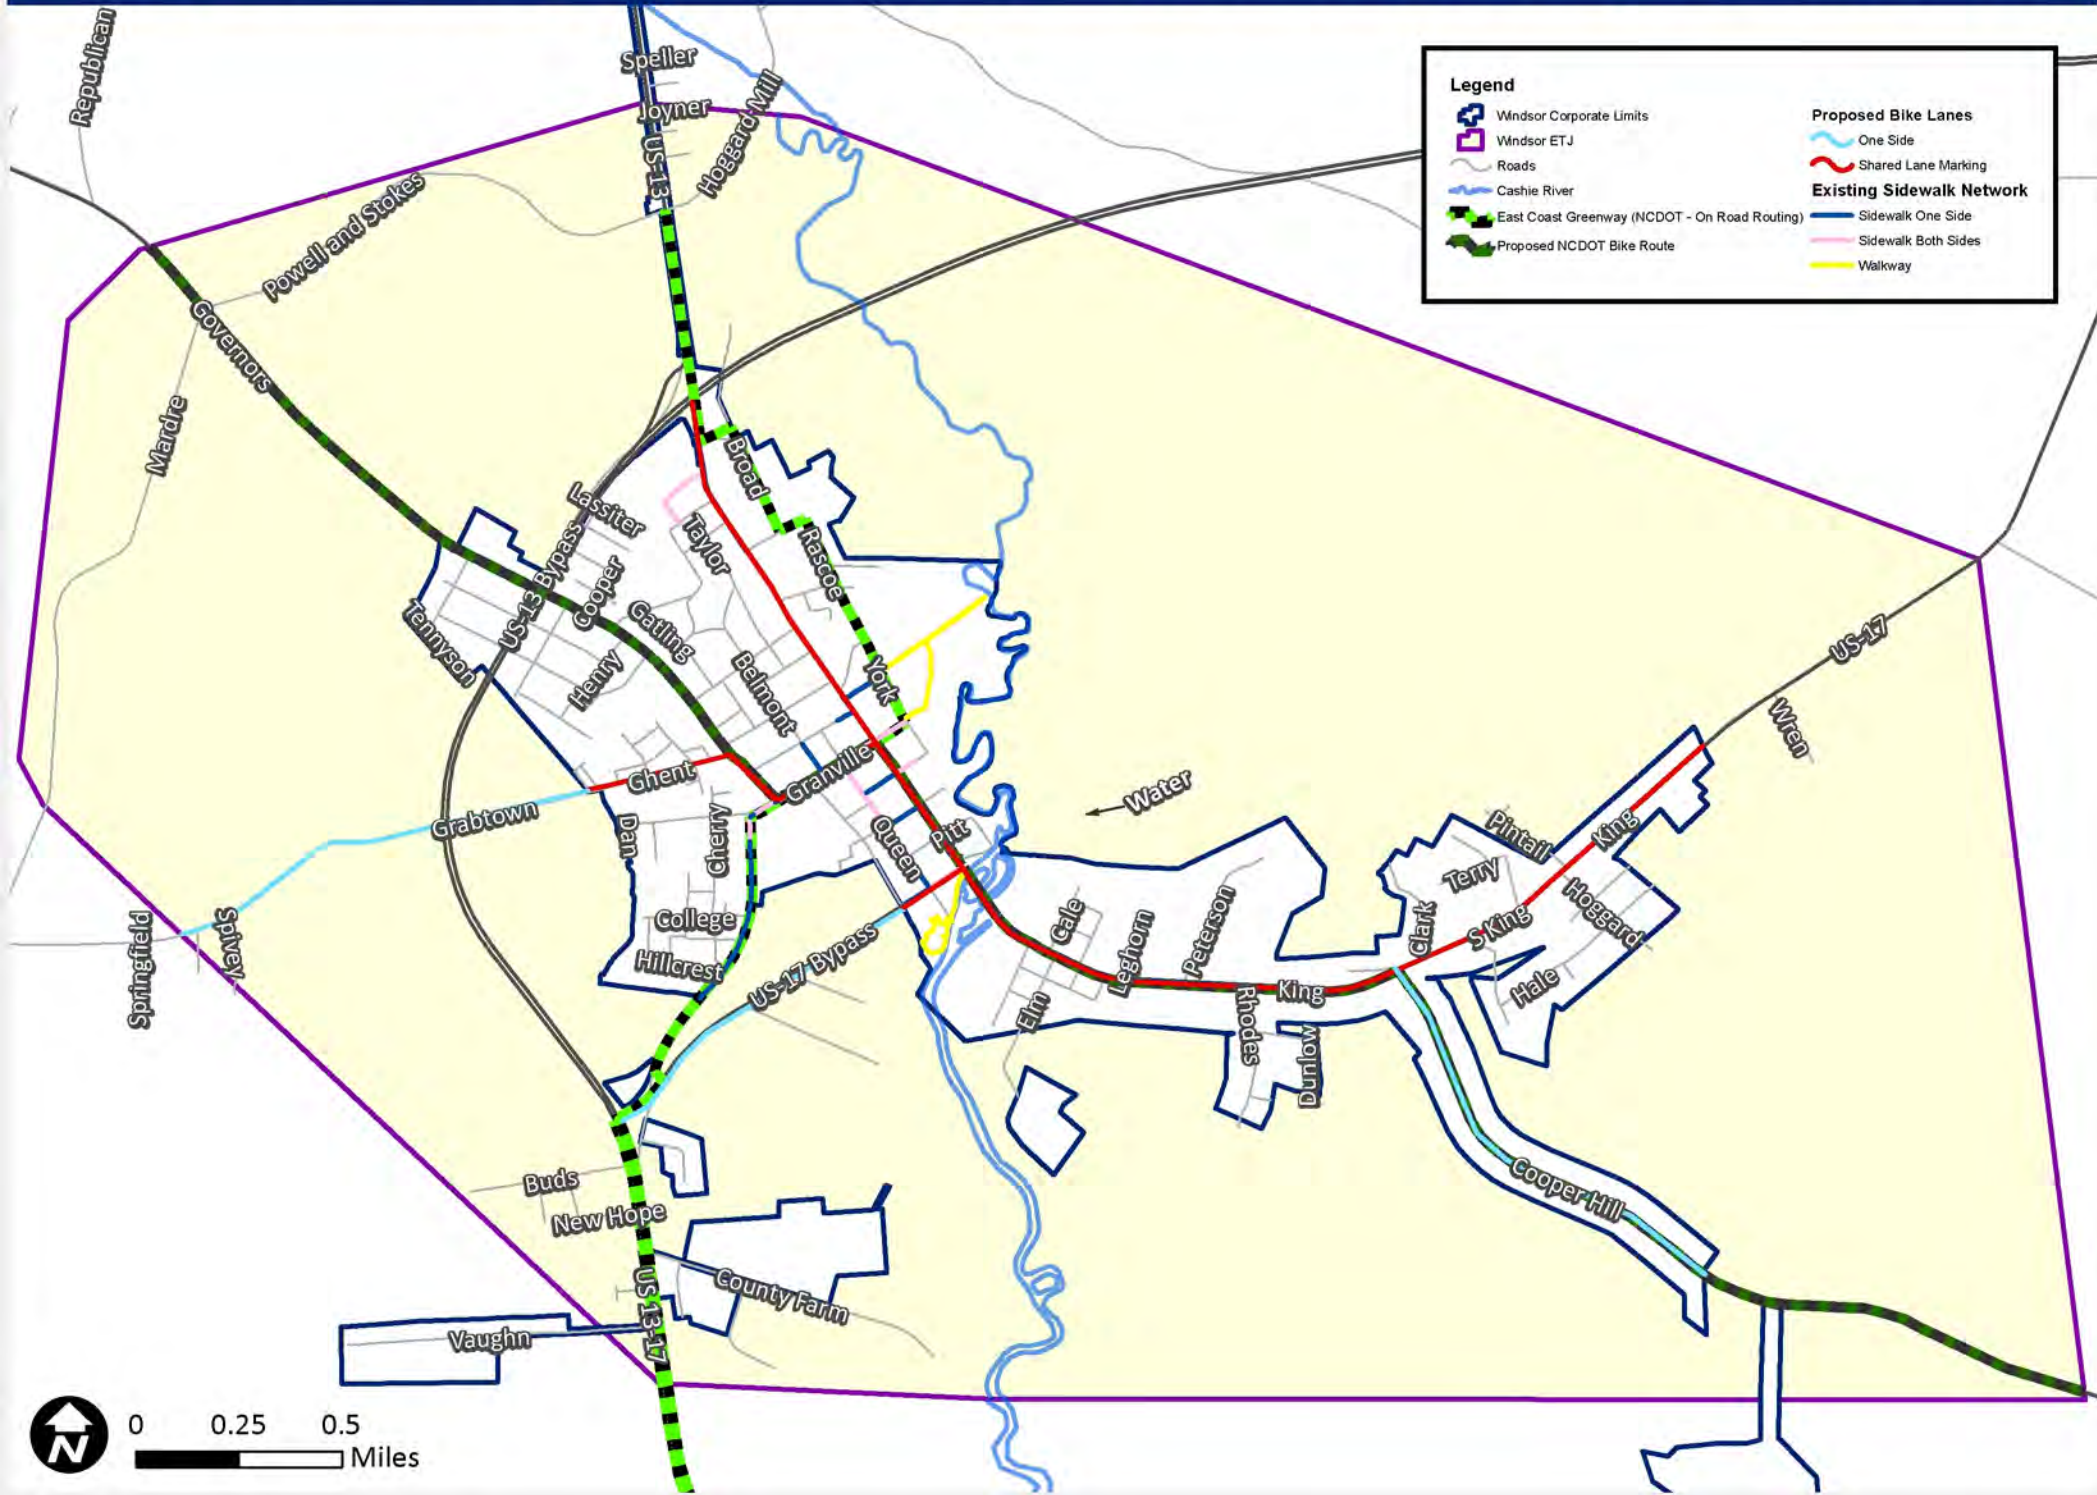 Republican
Speller
Joyner
Hoggard Mill
US-13
Powell and Stokes
Governors
Mardre
Legend
Windsor Corporate Limits
Windsor ETJ
Roads
Cashie River
East Coast Greenway (NCDOT - On Road Routing)
Proposed NCDOT Bike Route
Proposed Bike Lanes
One Side
Shared Lane Marking
Existing Sidewalk Network
Sidewalk One Side
Sidewalk Both Sides
Walkway
Broad
Lassiter
Taylor
Rascoe
US-13 Bypass
Cooper
Tennyson
Gatling
Henry
Belmont
York
US-17
Wren
Granville
Ghent
Grabtown
Water
Dan
Cherry
Queen
Pitt
Pintail
King
Terry
Hoggard
Springfield
Spivey
College
Hillcrest
US-17 Bypass
Cale
Leghorn
Peterson
Clark
S King
Hale
Elm
Rhodes
King
Dunlow
Cooper Hill
Buds
New Hope
US 13-17
County Farm
Vaughn
N
0 0.25 0.5
Miles